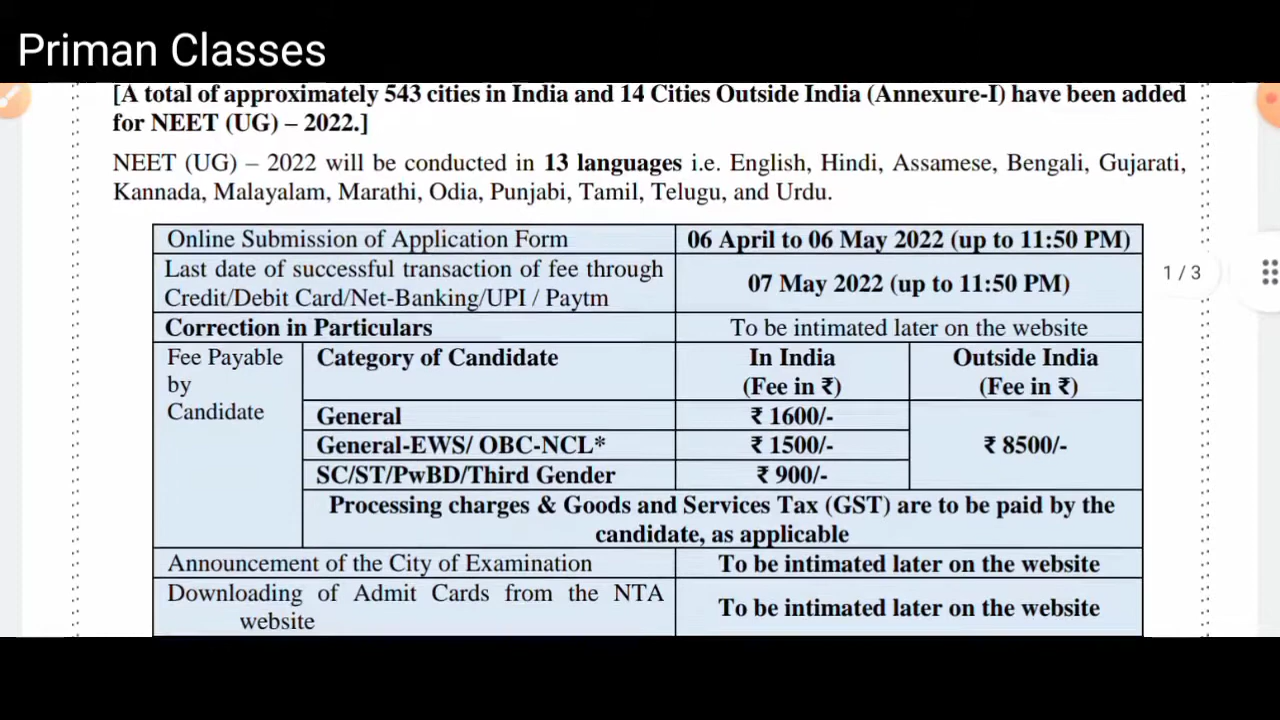 Priman Classes
[A total of approximately 543 cities in India and 14 Cities Outside India (Annexure-I) have been added
for NEET (UG) – 2022.]
NEET (UG) – 2022 will be conducted in 13 languages i.e. English, Hindi, Assamese, Bengali, Gujarati,
Kannada, Malayalam, Marathi, Odia, Punjabi, Tamil, Telugu, and Urdu.
Online Submission of Application Form 06 April to 06 May 2022 (up to 11:50 PM)
Last date of successful transaction of fee through
Credit/Debit Card/Net-Banking/UPI / Paytm
07 May 2022 (up to 11:50 PM)
1 / 3
Correction in Particulars To be intimated later on the website
Fee Payable
by
Candidate
Category of Candidate
In India
(Fee in ₹)
Outside India
(Fee in ₹)
General ₹ 1600/-
General-EWS/ OBC-NCL* ₹ 1500/- ₹ 8500/-
SC/ST/PwBD/Third Gender ₹ 900/-
Processing charges & Goods and Services Tax (GST) are to be paid by the
candidate, as applicable
Announcement of the City of Examination To be intimated later on the website
Downloading of Admit Cards from the NTA
website
To be intimated later on the website